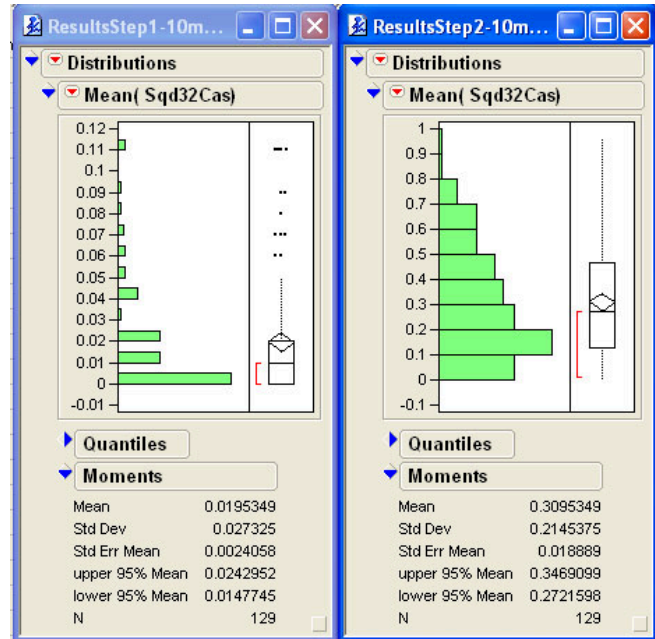 ResultsStep1-10m...
Distributions
Mean( Sqd32Cas)
0.12
0.11
0.1
0.09
0.08
0.07
0.06
0.05
0.04
0.03
0.02
0.01
0
-0.01
Quantiles
Moments
Mean 0.0195349
Std Dev 0.027325
Std Err Mean 0.0024058
upper 95% Mean 0.0242952
lower 95% Mean 0.0147745
N 129
ResultsStep2-10m...
Distributions
Mean( Sqd32Cas)
1
0.9
0.8
0.7
0.6
0.5
0.4
0.3
0.2
0.1
0
-0.1
Quantiles
Moments
Mean 0.3095349
Std Dev 0.2145375
Std Err Mean 0.018889
upper 95% Mean 0.3469099
lower 95% Mean 0.2721598
N 129